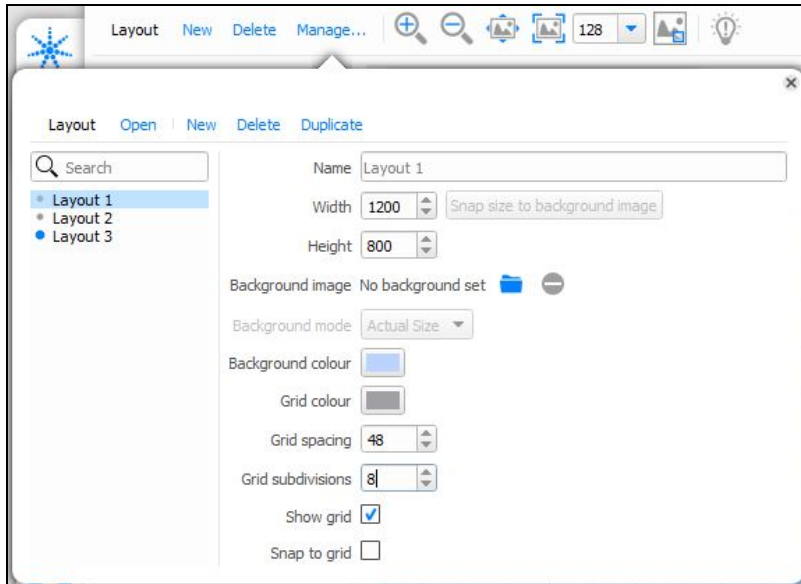 Layout New Delete Manage... 128
Layout Open New Delete Duplicate
Search
Layout 1
Layout 2
Layout 3
Name Layout 1
Width 1200 Snap size to background image
Height 800
Background image No background set
Background mode Actual Size
Background colour
Grid colour
Grid spacing 48
Grid subdivisions 8
Show grid
Snap to grid